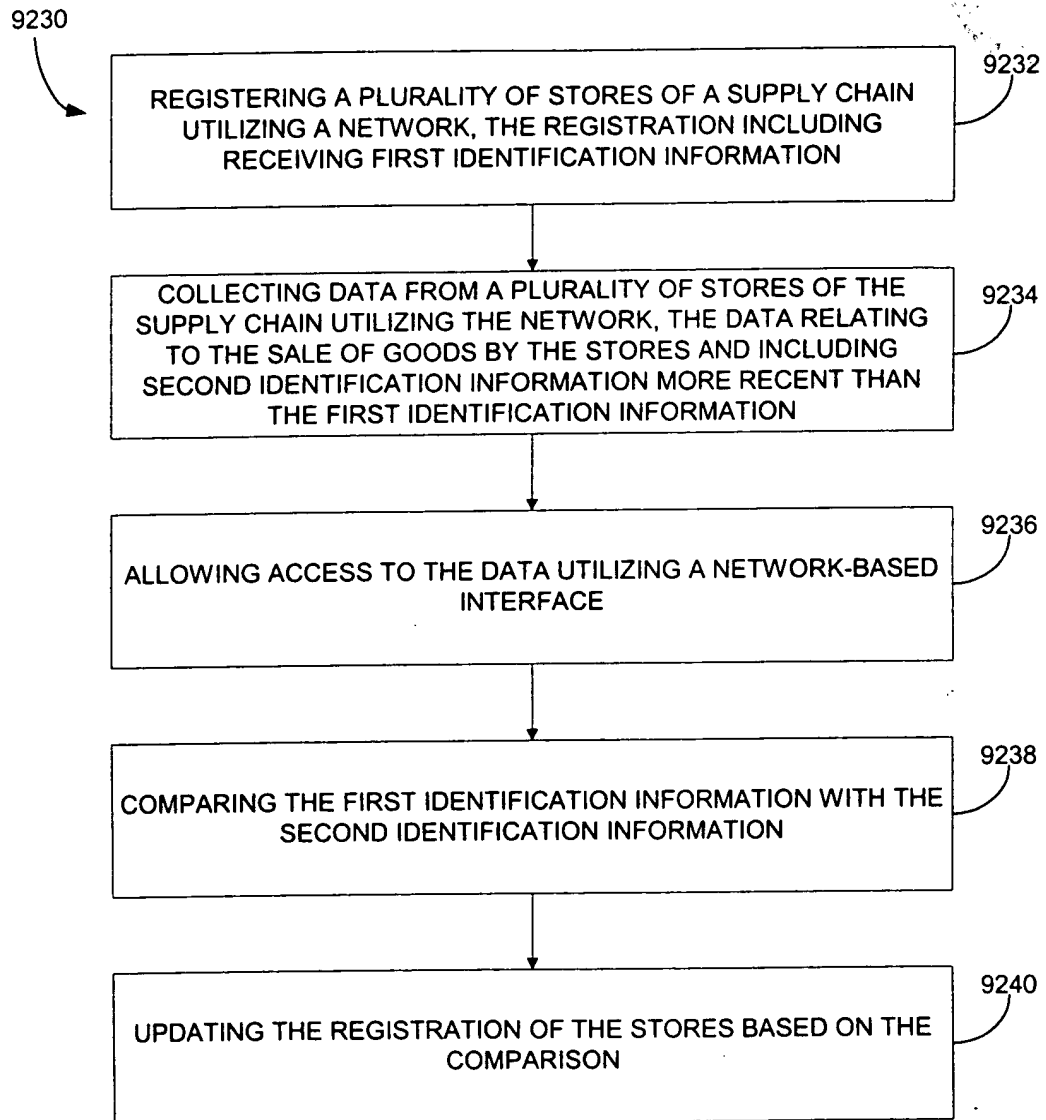 9230
9232
REGISTERING A PLURALITY OF STORES OF A SUPPLY CHAIN
UTILIZING A NETWORK, THE REGISTRATION INCLUDING
RECEIVING FIRST IDENTIFICATION INFORMATION
9234
COLLECTING DATA FROM A PLURALITY OF STORES OF THE
SUPPLY CHAIN UTILIZING THE NETWORK, THE DATA RELATING
TO THE SALE OF GOODS BY THE STORES AND INCLUDING
SECOND IDENTIFICATION INFORMATION MORE RECENT THAN
THE FIRST IDENTIFICATION INFORMATION
9236
ALLOWING ACCESS TO THE DATA UTILIZING A NETWORK-BASED
INTERFACE
9238
COMPARING THE FIRST IDENTIFICATION INFORMATION WITH THE
SECOND IDENTIFICATION INFORMATION
9240
UPDATING THE REGISTRATION OF THE STORES BASED ON THE
COMPARISON